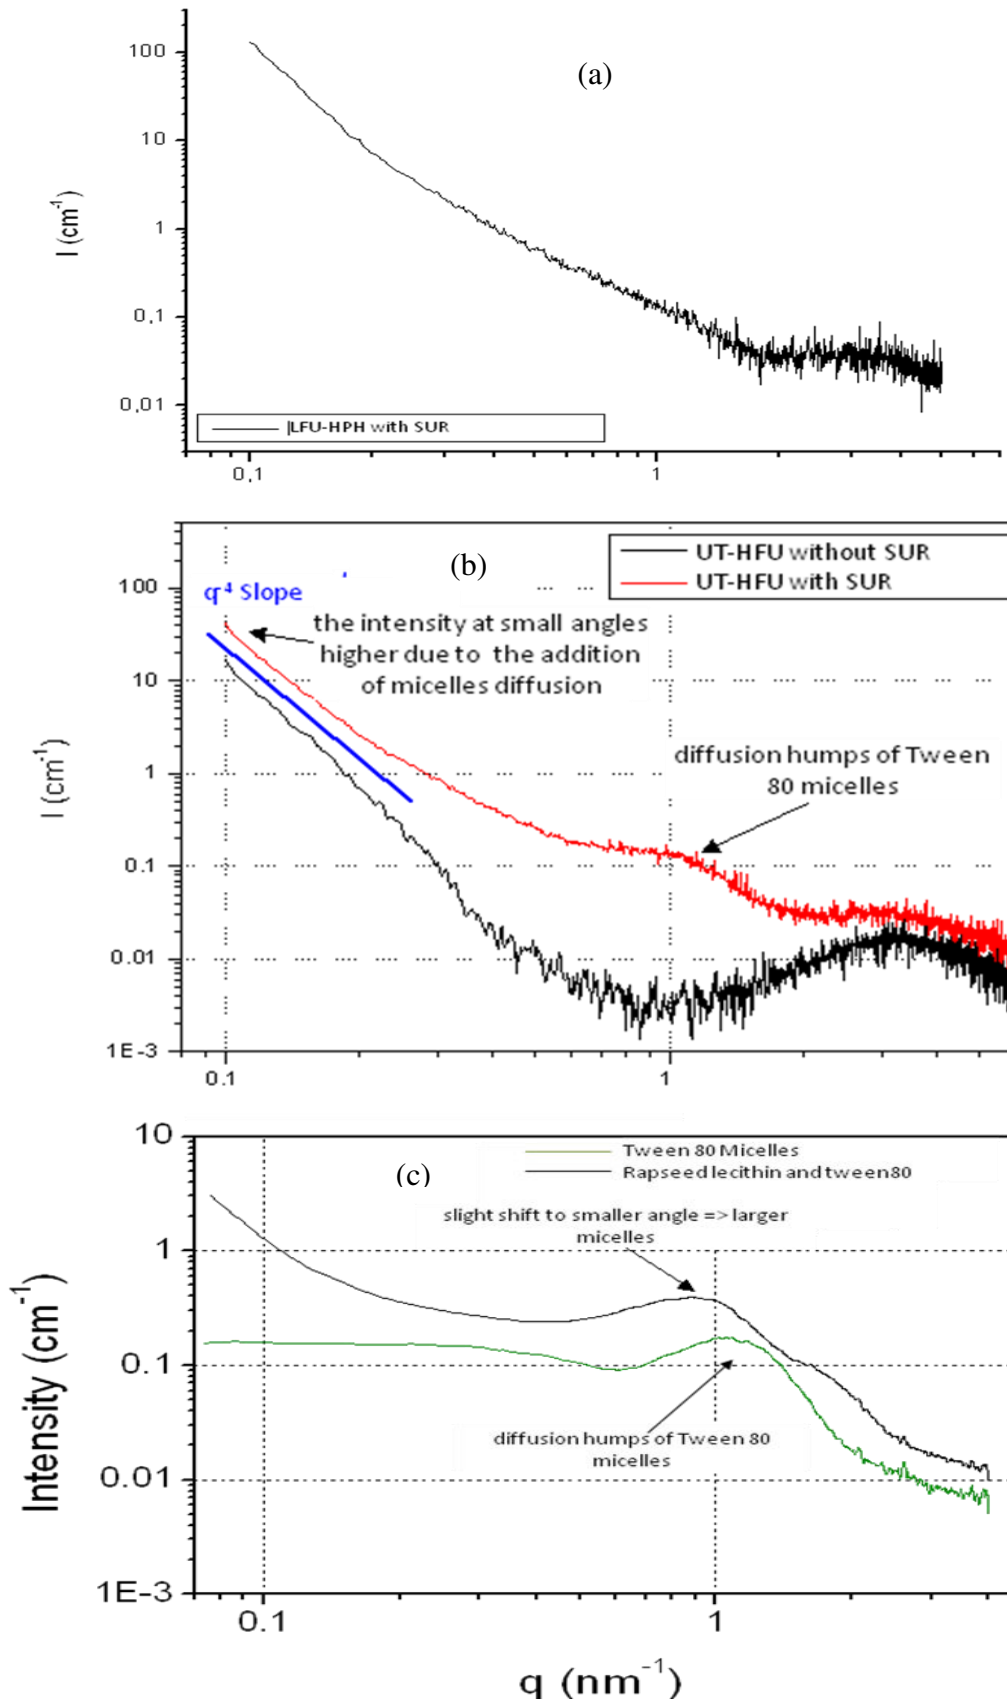 (a)
100
10
1
0,1
0,01
I (cm-1)
|LFU-HPH with SUR
0,1
1
(b)
UT-HFU without SUR
UT-HFU with SUR
q-4 Slope
the intensity at small angles
higher due to the addition
of micelles diffusion
diffusion humps of Tween
80 micelles
100
10
1
0.1
0.01
1E-3
I (cm-1)
0.1
1
(c)
Tween 80 Micelles
Rapseed lecithin and tween80
slight shift to smaller angle => larger
micelles
diffusion humps of Tween 80
micelles
10
1
0.1
0.01
1E-3
Intensity (cm-1)
0.1
1
q (nm-1)